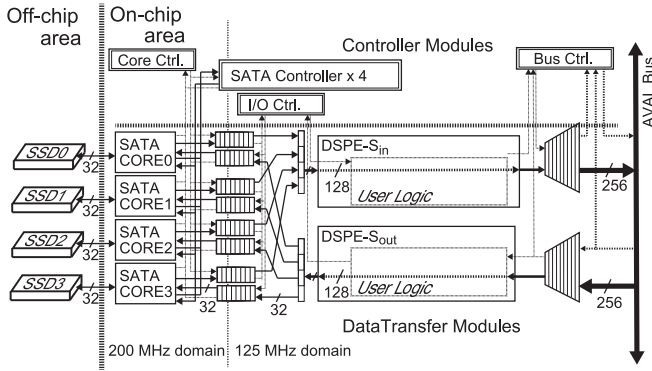 Off-chip area
On-chip area
Controller Modules
Core Ctrl.
SATA Controller x 4
I/O Ctrl.
Bus Ctrl.
AVAL Bus
SSD0
32
SATA CORE0
SSD1
32
SATA CORE1
SSD2
32
SATA CORE2
SSD3
32
SATA CORE3
32
32
DSPE-Sin
128
User Logic
256
DSPE-Sout
128
User Logic
256
DataTransfer Modules
200 MHz domain
125 MHz domain